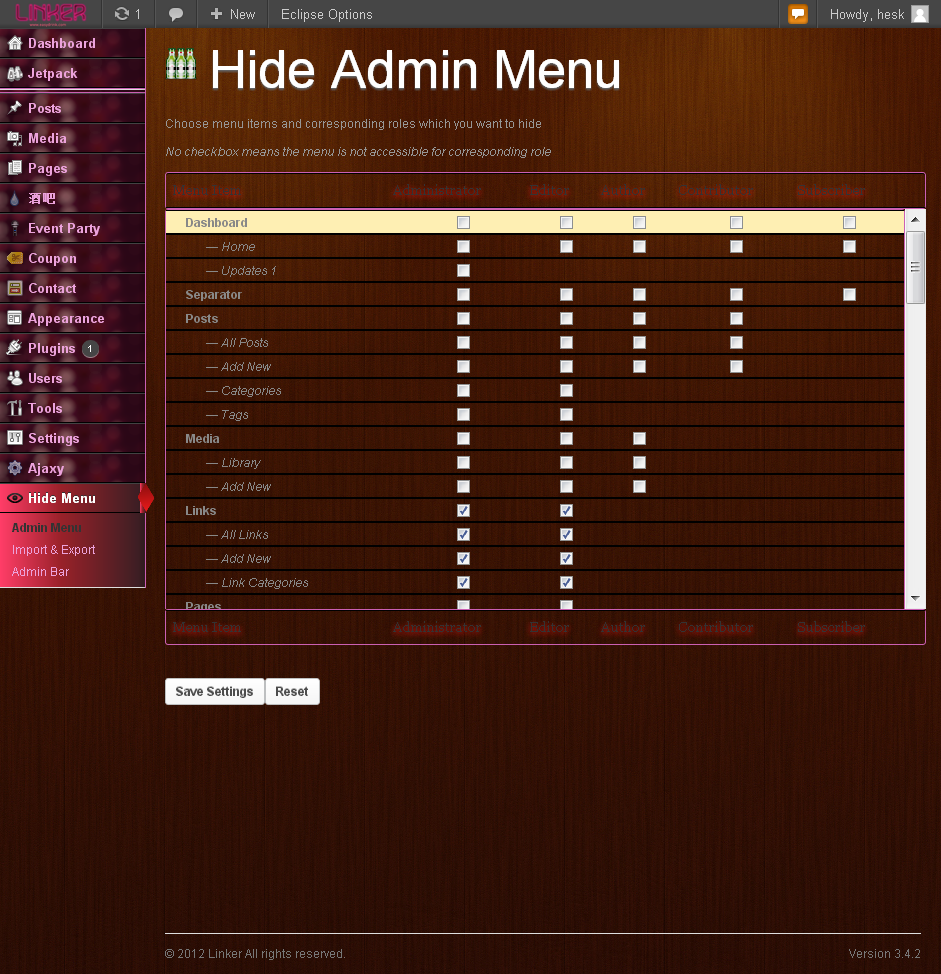 LINKER
1
+ New
Eclipse Options
Howdy, hesk
Dashboard
Jetpack
Posts
Media
Pages
酒吧
Event Party
Coupon
Contact
Appearance
Plugins 1
Users
Tools
Settings
Ajaxy
Hide Menu
Admin Menu
Import & Export
Admin Bar
Hide Admin Menu
Choose menu items and corresponding roles which you want to hide
No checkbox means the menu is not accessible for corresponding role
Menu Item Administrator Editor Author Contributor Subscriber
Dashboard
— Home
— Updates 1
Separator
Posts
— All Posts
— Add New
— Categories
— Tags
Media
— Library
— Add New
Links
— All Links
— Add New
— Link Categories
Pages
Menu Item Administrator Editor Author Contributor Subscriber
Save Settings Reset
© 2012 Linker All rights reserved. Version 3.4.2